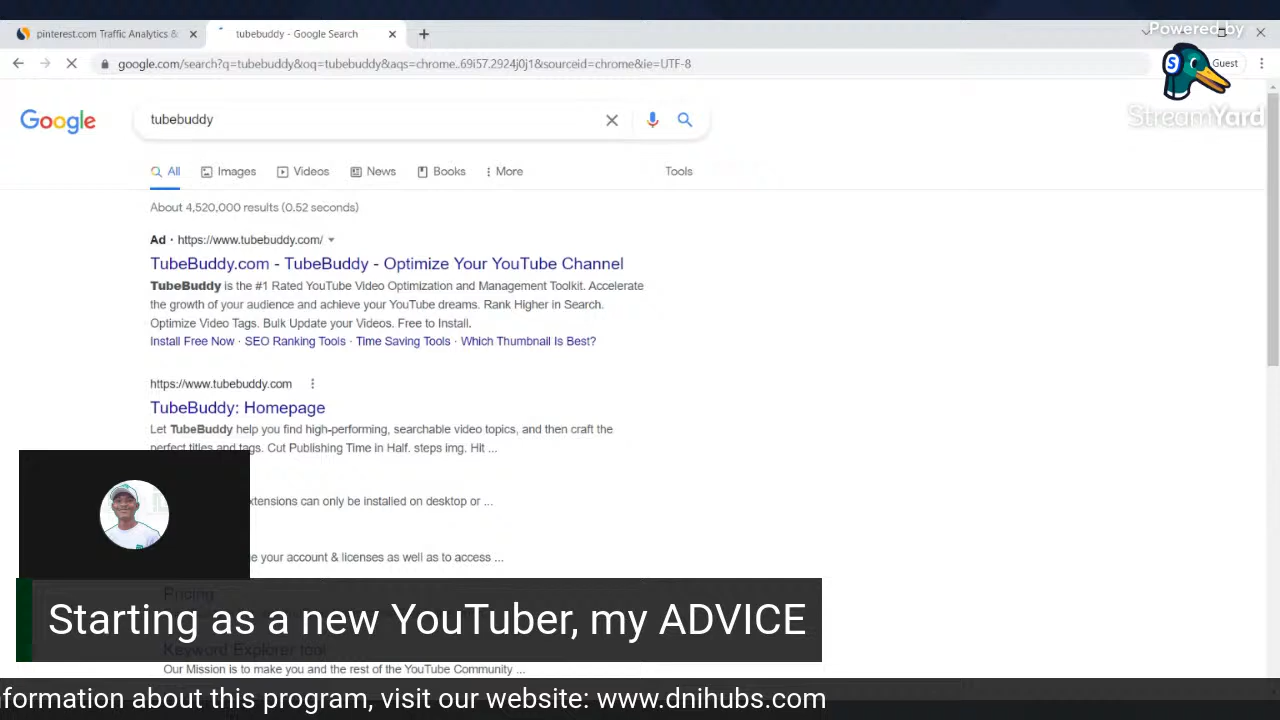 Powered by
pinterest.com Traffic Analytics &
tubebuddy - Google Search
google.com/search?q=tubebuddy&oq=tubebuddy&aqs=chrome..69i57.2924j0j1&sourceid=chrome&ie=UTF-8
S
Guest
StreamYard
Google
tubebuddy
All Images Videos News Books More Tools
About 4,520,000 results (0.52 seconds)
Ad · https://www.tubebuddy.com/
TubeBuddy.com - TubeBuddy - Optimize Your YouTube Channel
TubeBuddy is the #1 Rated YouTube Video Optimization and Management Toolkit. Accelerate
the growth of your audience and achieve your YouTube dreams. Rank Higher in Search.
Optimize Video Tags. Bulk Update your Videos. Free to Install.
Install Free Now · SEO Ranking Tools · Time Saving Tools · Which Thumbnail Is Best?
https://www.tubebuddy.com
TubeBuddy: Homepage
Let TubeBuddy help you find high-performing, searchable video topics, and then craft the
perfect titles and tags. Cut Publishing Time in Half. steps img. Hit ...
xtensions can only be installed on desktop or ...
e your account & licenses as well as to access ...
Pricing
Starting as a new YouTuber, my ADVICE
Keyword Explorer tool
Our Mission is to make you and the rest of the YouTube Community ...
nformation about this program, visit our website: www.dnihubs.com